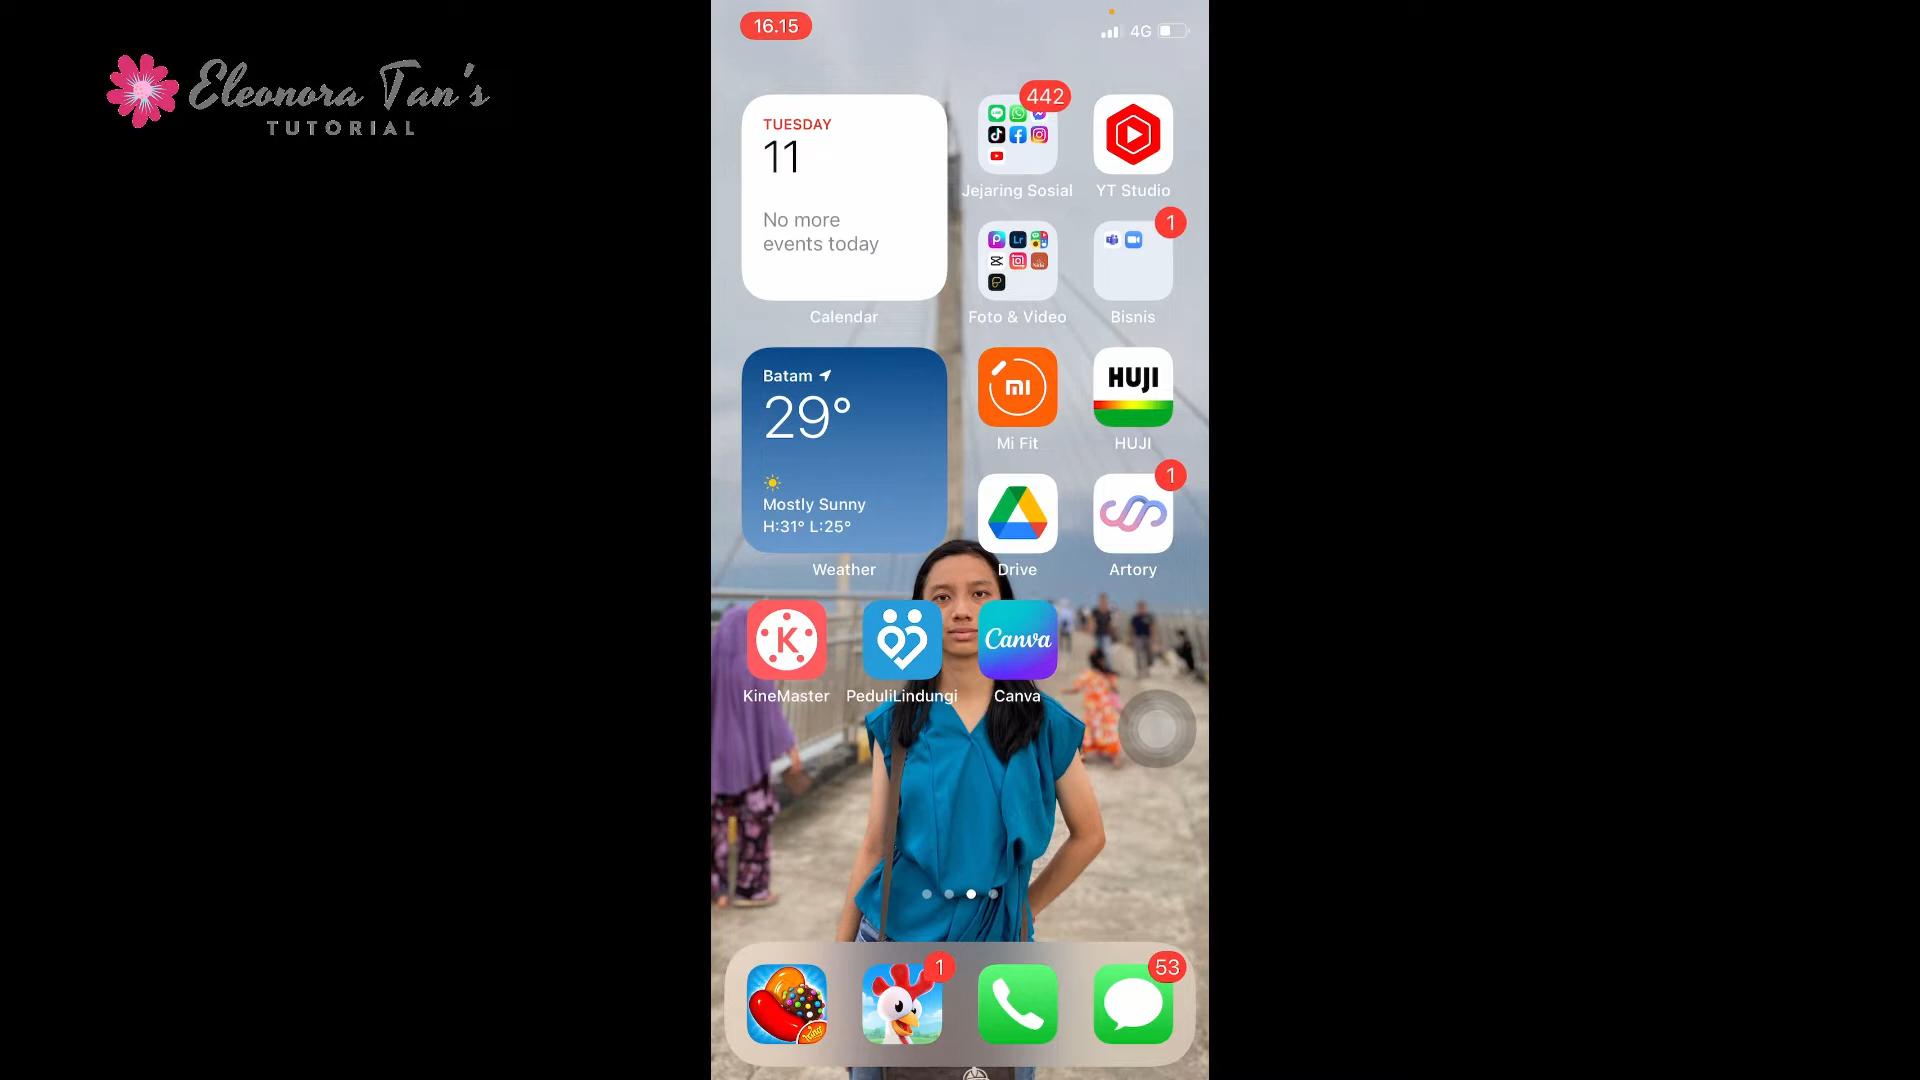 Eleonora Tan's
TUTORIAL
16.15
4G
TUESDAY
11
No more
events today
Calendar
442
Jejaring Sosial
YT Studio
Lr
Foto & Video
1
Bisnis
Batam
29°
Mostly Sunny
H:31° L:25°
Weather
mi
Mi Fit
HUJI
HUJI
Drive
1
Artory
K
KineMaster
PeduliLindungi
Canva
Canva
King
1
53